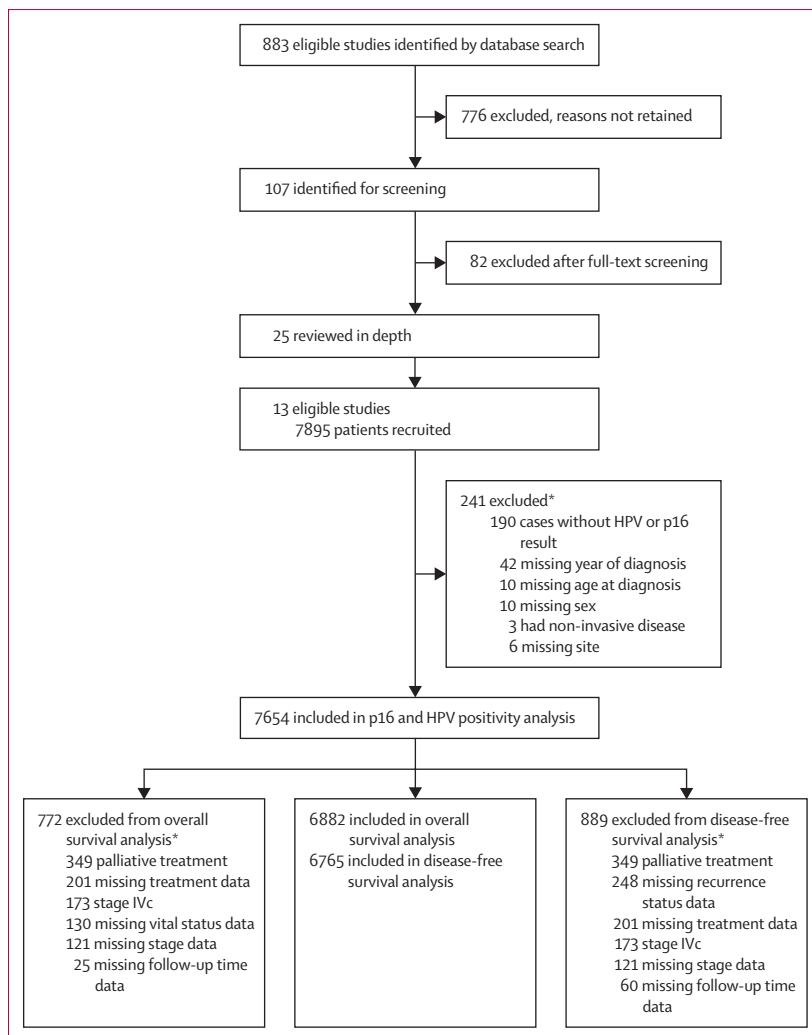 883 eligible studies identified by database search
776 excluded, reasons not retained
107 identified for screening
82 excluded after full-text screening
25 reviewed in depth
13 eligible studies
7895 patients recruited
241 excluded*
190 cases without HPV or p16
result
42 missing year of diagnosis
10 missing age at diagnosis
10 missing sex
3 had non-invasive disease
6 missing site
7654 included in p16 and HPV positivity analysis
772 excluded from overall
survival analysis*
349 palliative treatment
201 missing treatment data
173 stage IVc
130 missing vital status data
121 missing stage data
25 missing follow-up time
data
6882 included in overall
survival analysis
6765 included in disease-free
survival analysis
889 excluded from disease-free
survival analysis*
349 palliative treatment
248 missing recurrence
status data
201 missing treatment data
173 stage IVc
121 missing stage data
60 missing follow-up time
data